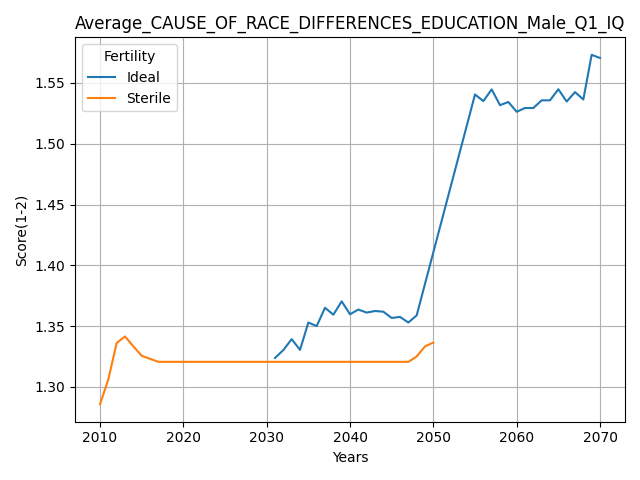 Average_CAUSE_OF_RACE_DIFFERENCES_EDUCATION_Male_Q1_IQ
Fertility
Ideal
Sterile
Score(1-2)
1.55
1.50
1.45
1.40
1.35
1.30
2010 2020 2030 2040 2050 2060 2070
Years